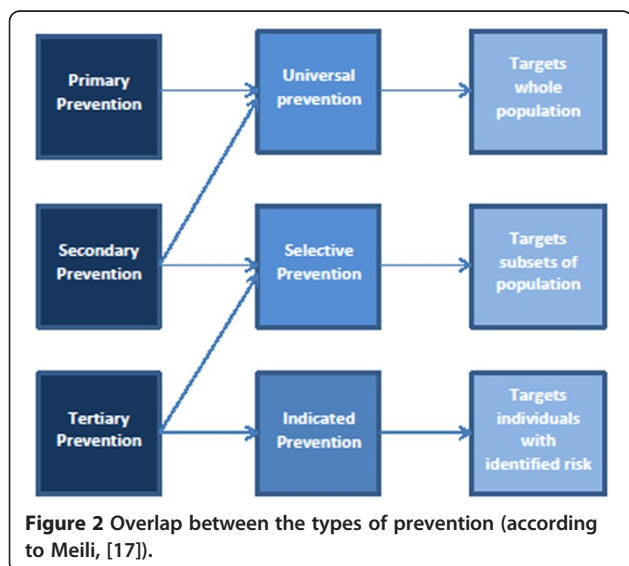 Primary
Prevention
Universal
prevention
Targets
whole
population
Secondary
Prevention
Selective
Prevention
Targets
subsets of
population
Tertiary
Prevention
Indicated
Prevention
Targets
individuals
with
identified risk
Figure 2 Overlap between the types of prevention (according
to Meili, [17]).